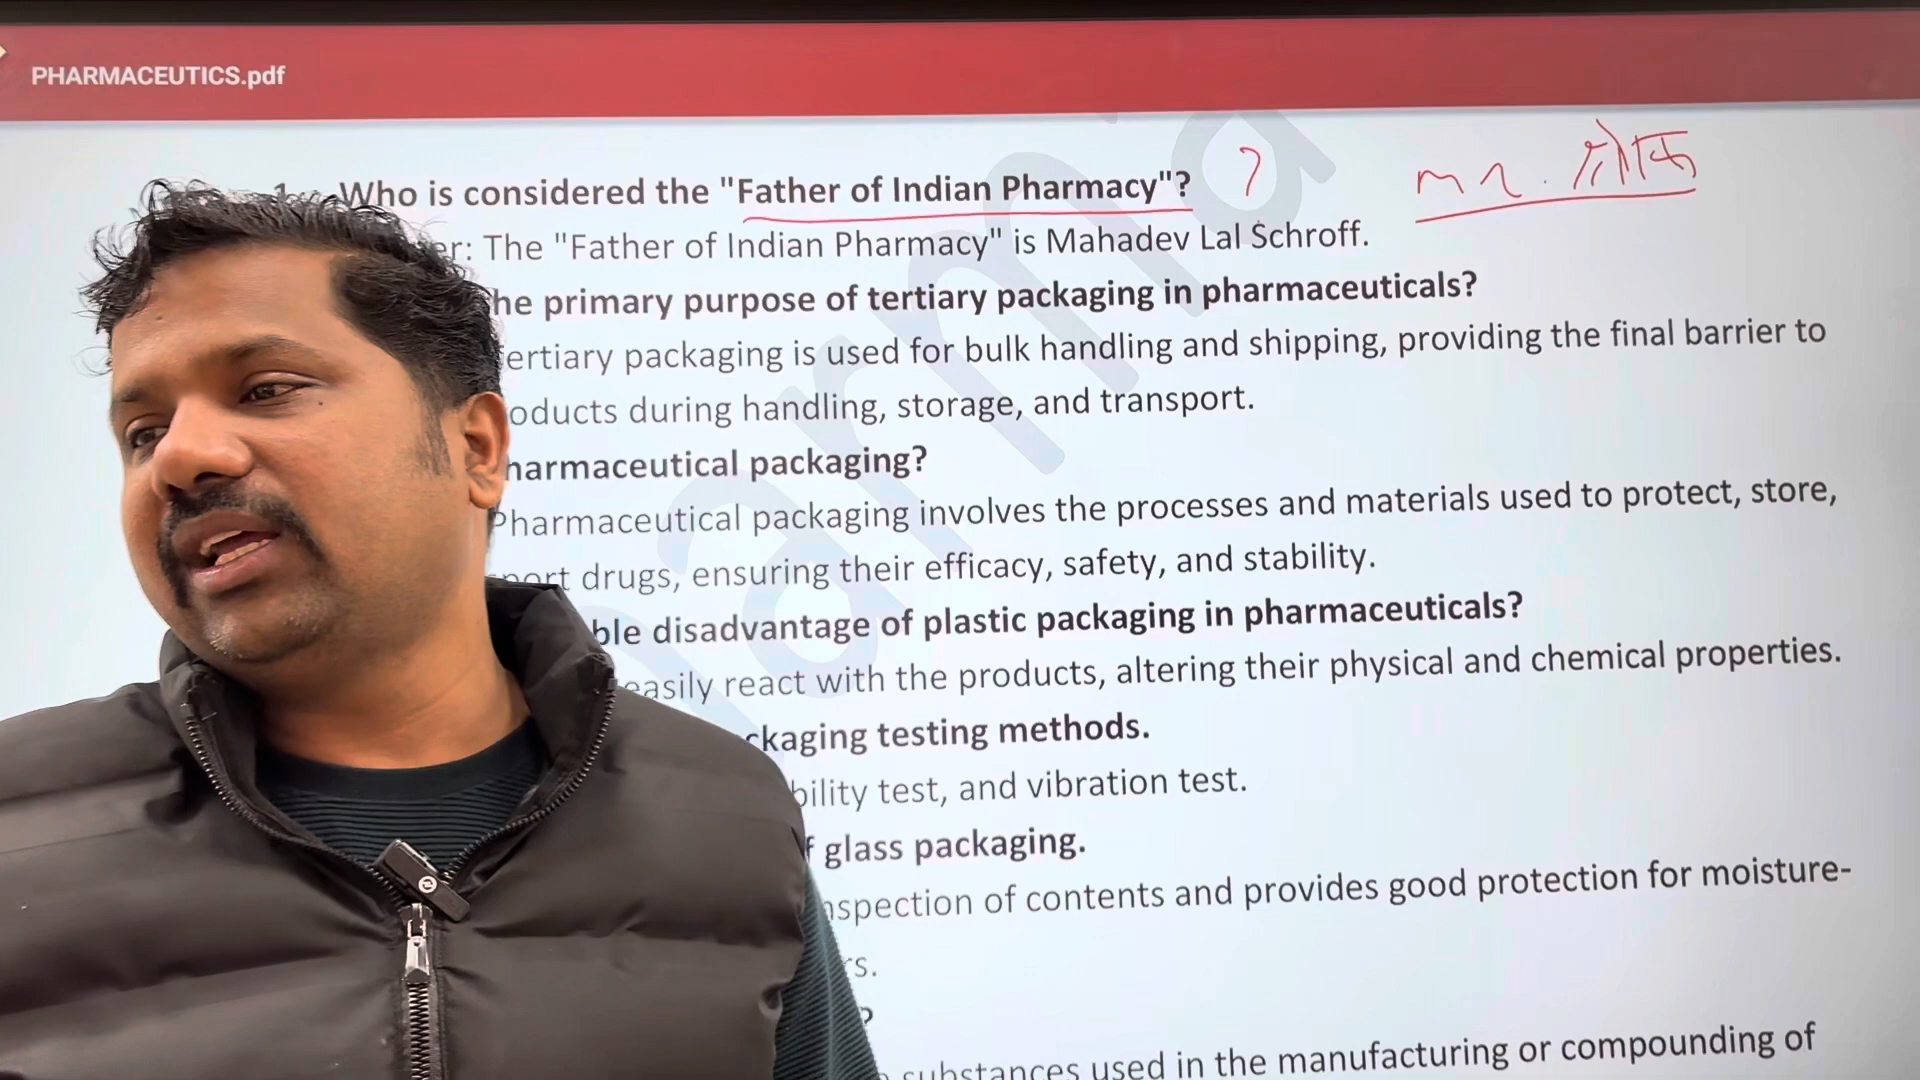 PHARMACEUTICS.pdf
Who is considered the "Father of Indian Pharmacy"? ? Mr.
The "Father of Indian Pharmacy" is Mahadev Lal Schroff.
he primary purpose of tertiary packaging in pharmaceuticals?
ertiary packaging is used for bulk handling and shipping, providing the final barrier to
oducts during handling, storage, and transport.
harmaceutical packaging?
Pharmaceutical packaging involves the processes and materials used to protect, store,
port drugs, ensuring their efficacy, safety, and stability.
ble disadvantage of plastic packaging in pharmaceuticals?
easily react with the products, altering their physical and chemical properties.
ckaging testing methods.
bility test, and vibration test.
f glass packaging.
nspection of contents and provides good protection for moisture-
rs.
?
substances used in the manufacturing or compounding of